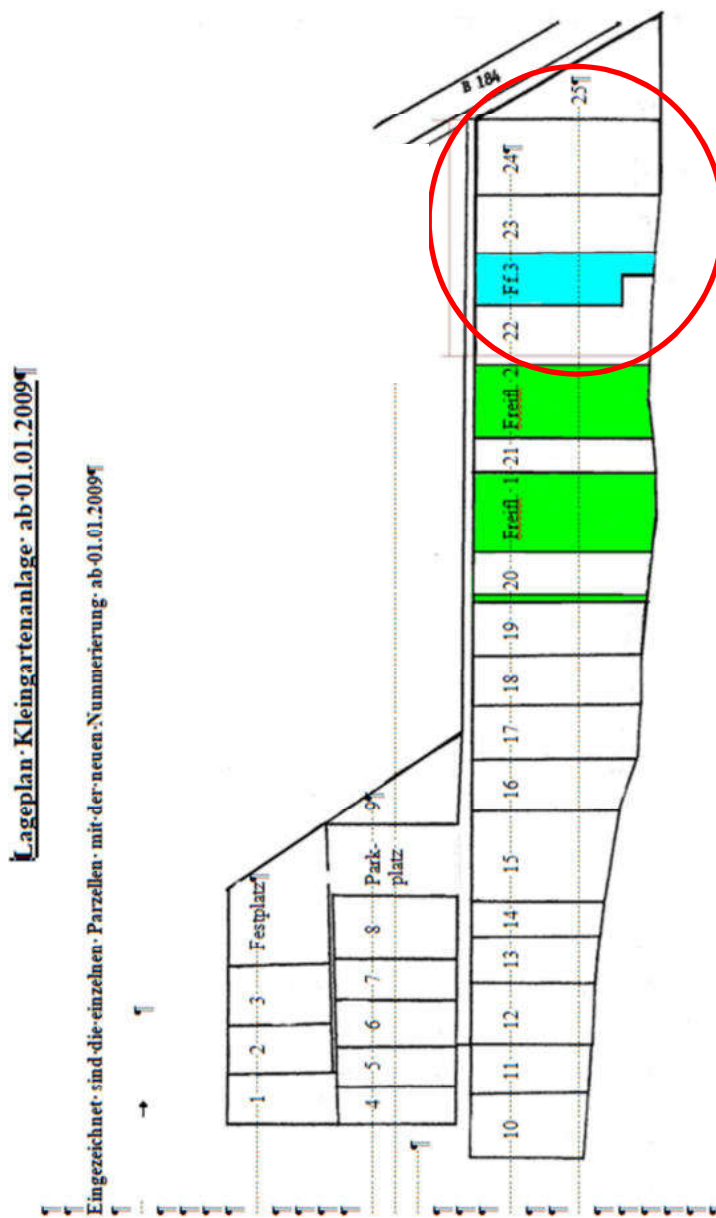 Lageplan Kleingartenanlage ab 01.01.2009¶
Eingezeichnet sind die einzelnen Parzellen mit der neuen Nummerierung ab 01.01.2009¶
→ ¶
B 184
1 2 3 Festplatz¶
4 5 6 7 8 Park-
platz
9¶
¶
10 11 12 13 14 15 16 17 18 19 20 Freifl. 1 21 Freifl. 2 22 Ff.3 23 24¶
25¶